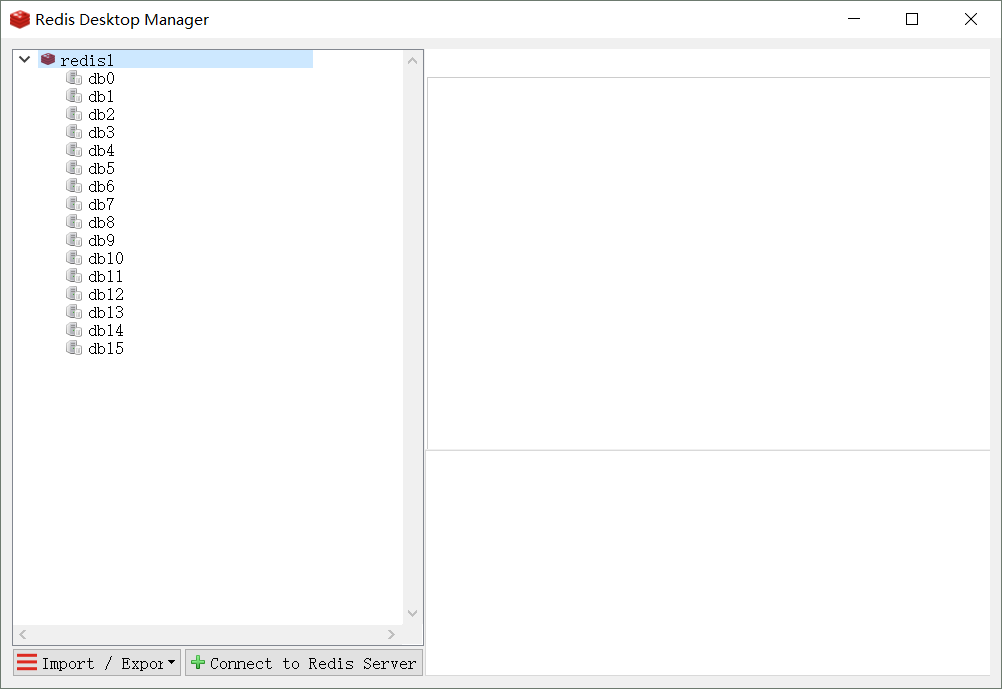 Redis Desktop Manager
redis1
db0
db1
db2
db3
db4
db5
db6
db7
db8
db9
db10
db11
db12
db13
db14
db15
Import / Expor
Connect to Redis Server